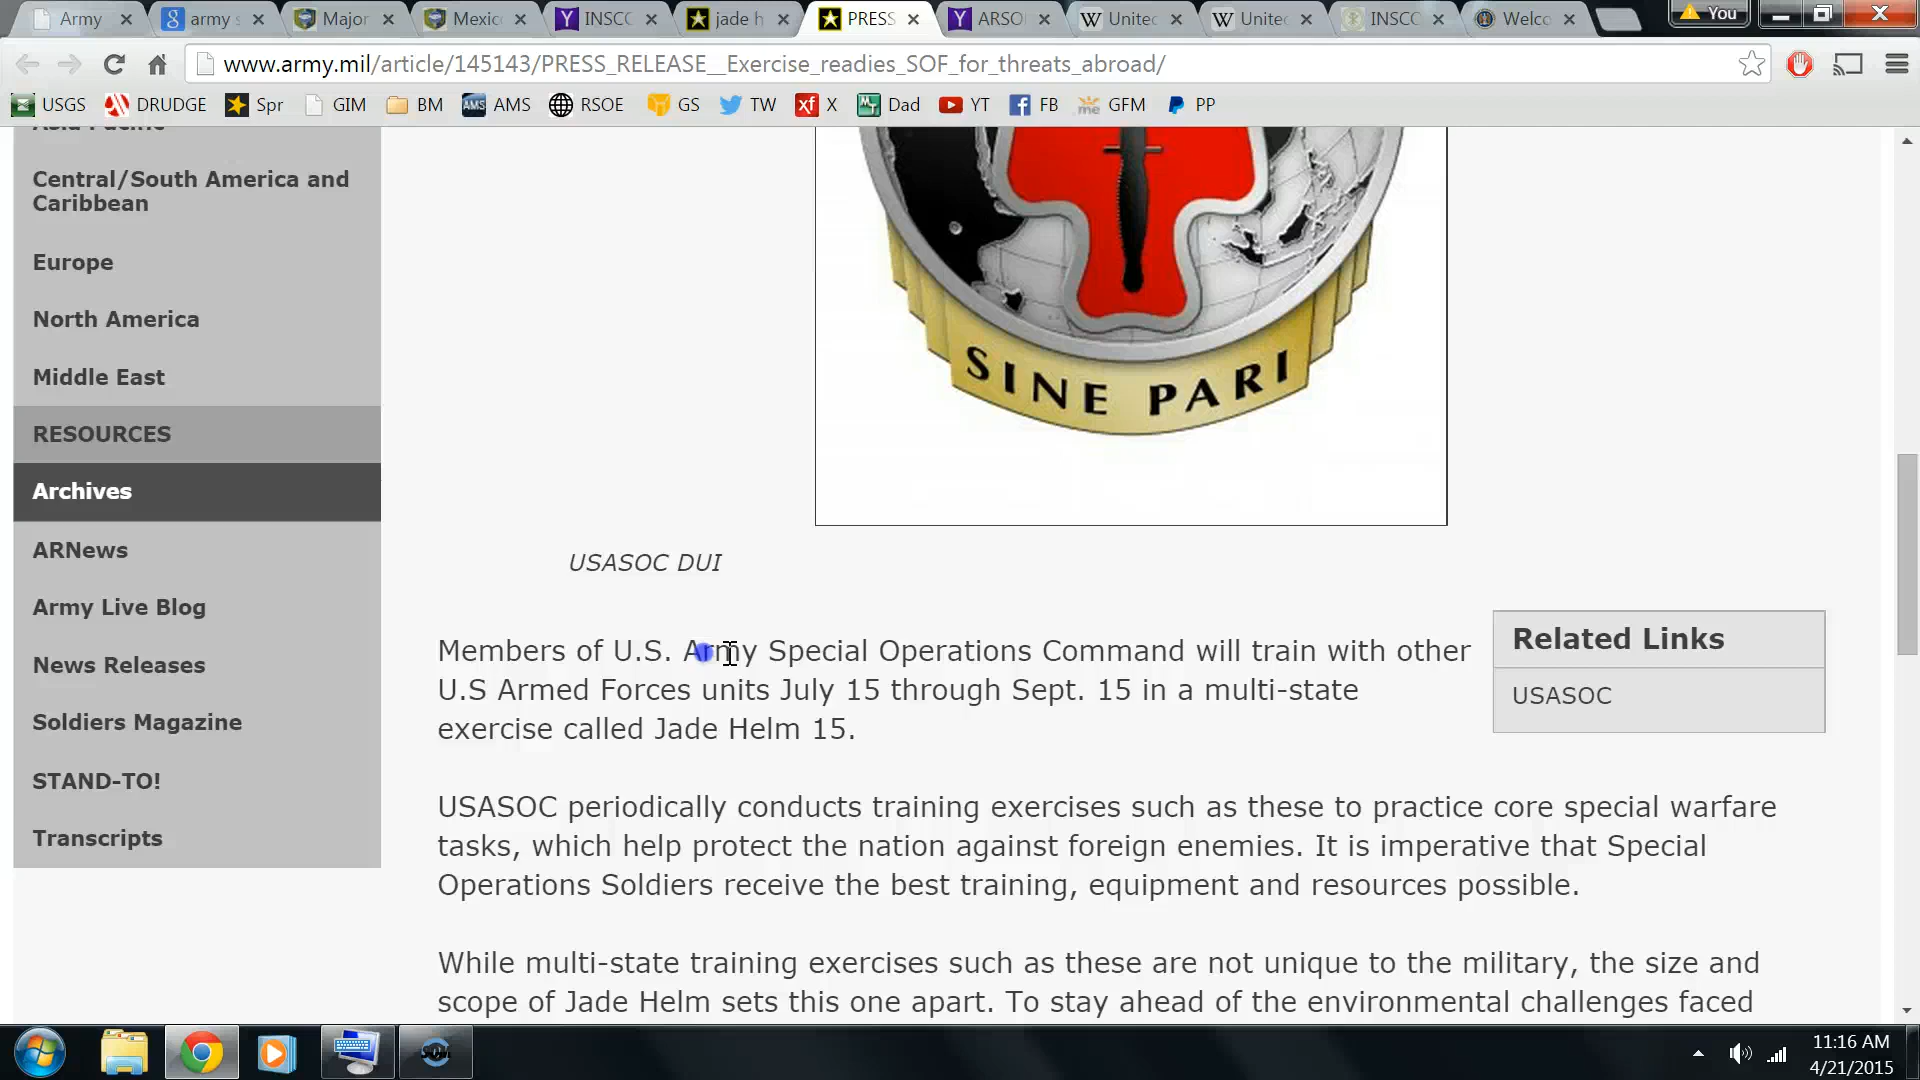 Army
army s
Major
Mexico
INSCC
jade h
PRESS
ARSO
Unitec
Unitec
INSCC
Welco
You
www.army.mil/article/145143/PRESS_RELEASE__Exercise_readies_SOF_for_threats_abroad/
USGS
DRUDGE
Spr
GIM
BM
AMS
RSOE
GS
TW
X
Dad
YT
FB
GFM
PP
Asia Pacific
Central/South America and
Caribbean
Europe
North America
Middle East
RESOURCES
Archives
ARNews
Army Live Blog
News Releases
Soldiers Magazine
STAND-TO!
Transcripts
SINE PARI
USASOC DUI
Members of U.S. Army Special Operations Command will train with other
U.S Armed Forces units July 15 through Sept. 15 in a multi-state
exercise called Jade Helm 15.
Related Links
USASOC
USASOC periodically conducts training exercises such as these to practice core special warfare
tasks, which help protect the nation against foreign enemies. It is imperative that Special
Operations Soldiers receive the best training, equipment and resources possible.
While multi-state training exercises such as these are not unique to the military, the size and
scope of Jade Helm sets this one apart. To stay ahead of the environmental challenges faced
11:16 AM
4/21/2015